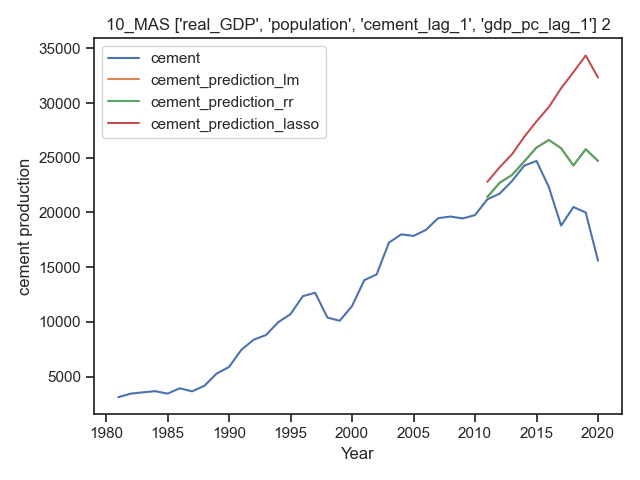 10_MAS ['real_GDP', 'population', 'cement_lag_1', 'gdp_pc_lag_1'] 2
cement
cement_prediction_lm
cement_prediction_rr
cement_prediction_lasso
35000
30000
25000
20000
15000
10000
5000
cement production
1980 1985 1990 1995 2000 2005 2010 2015 2020
Year